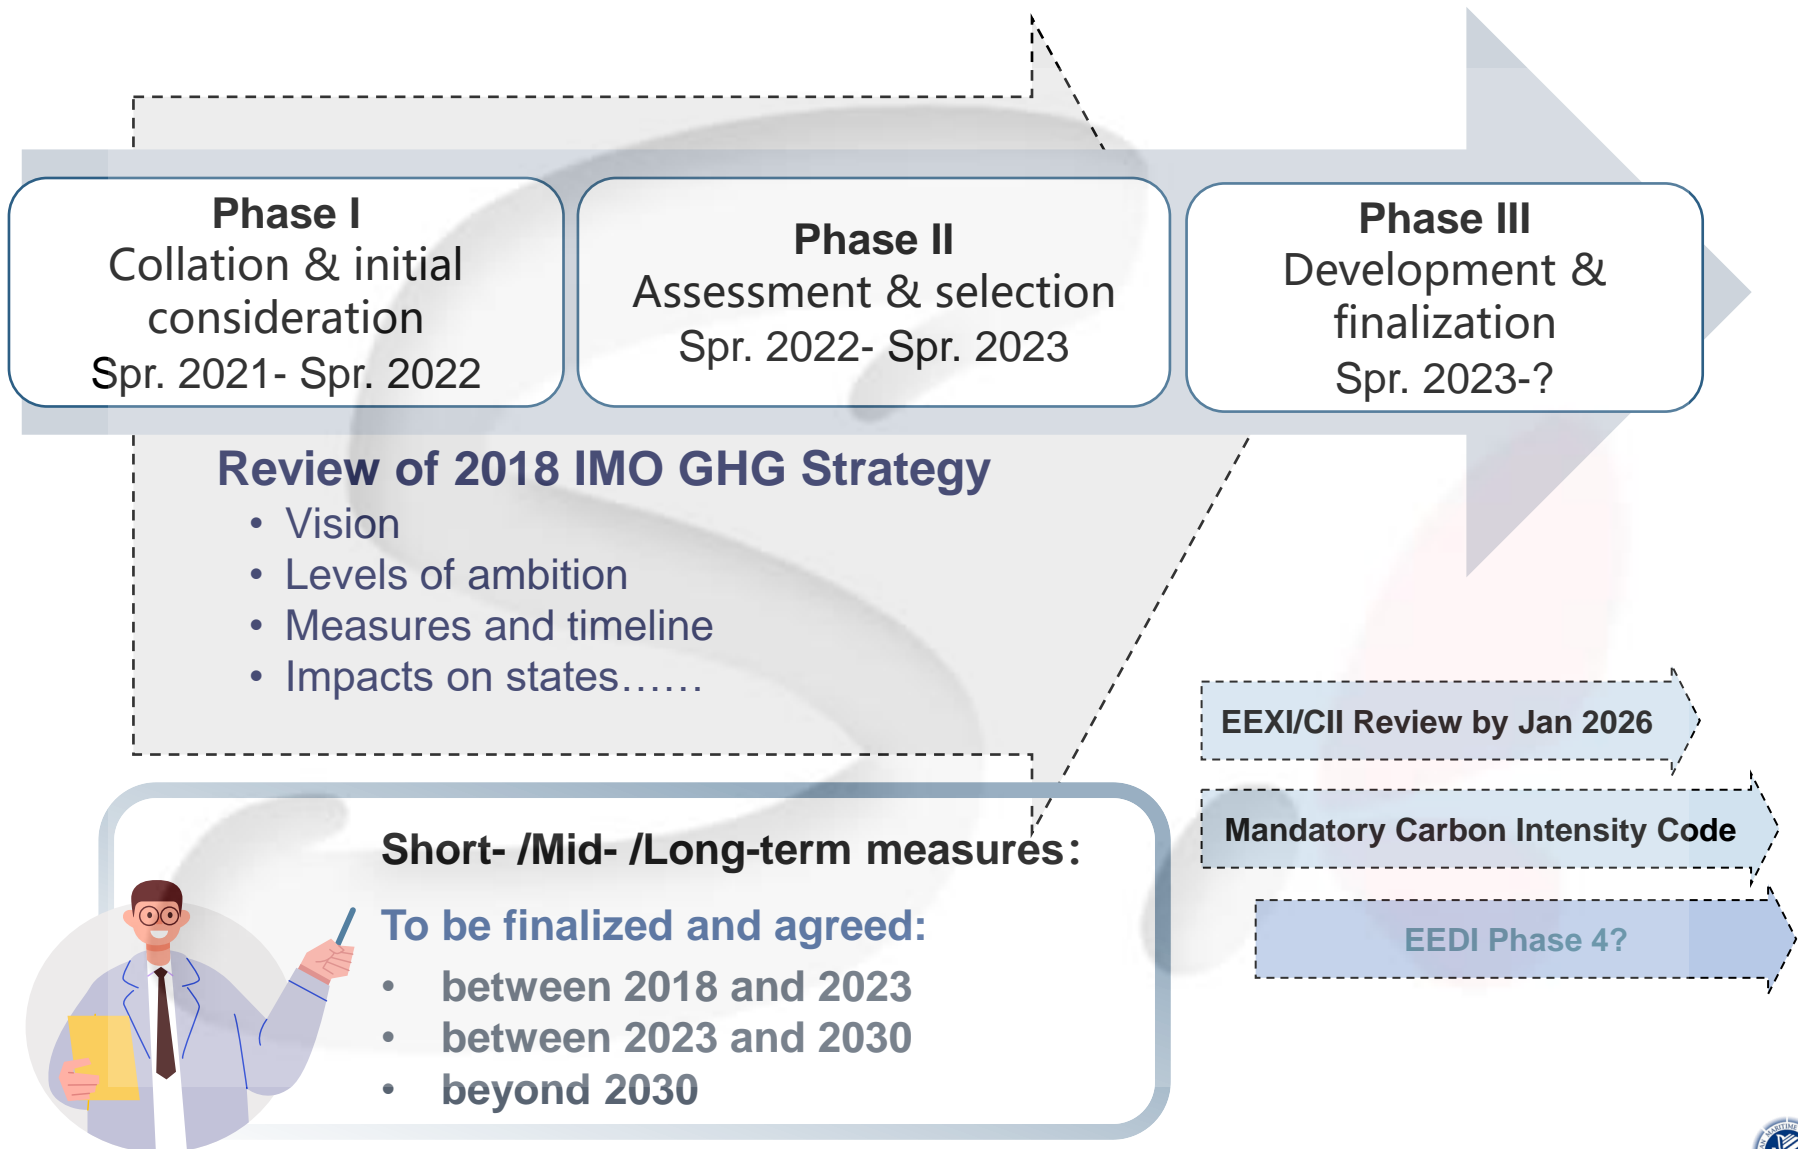 Phase I
Collation & initial
consideration
Spr. 2021- Spr. 2022
Phase II
Assessment & selection
Spr. 2022- Spr. 2023
Phase III
Development &
finalization
Spr. 2023-?
Review of 2018 IMO GHG Strategy
• Vision
• Levels of ambition
• Measures and timeline
• Impacts on states……
EEXI/CII Review by Jan 2026
Mandatory Carbon Intensity Code
EEDI Phase 4?
Short- /Mid- /Long-term measures:
To be finalized and agreed:
• between 2018 and 2023
• between 2023 and 2030
• beyond 2030
MARITIME